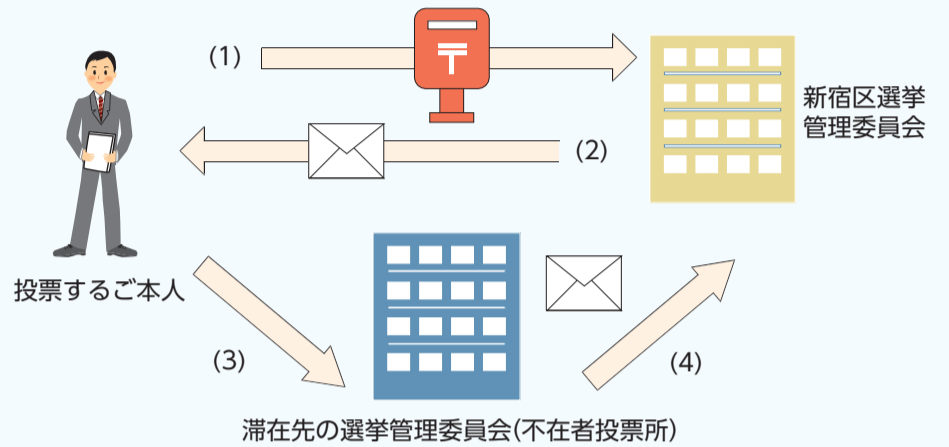 (1)
〒
新宿区選挙
管理委員会
(2)
投票するご本人
(3)
(4)
滞在先の選挙管理委員会(不在者投票所)